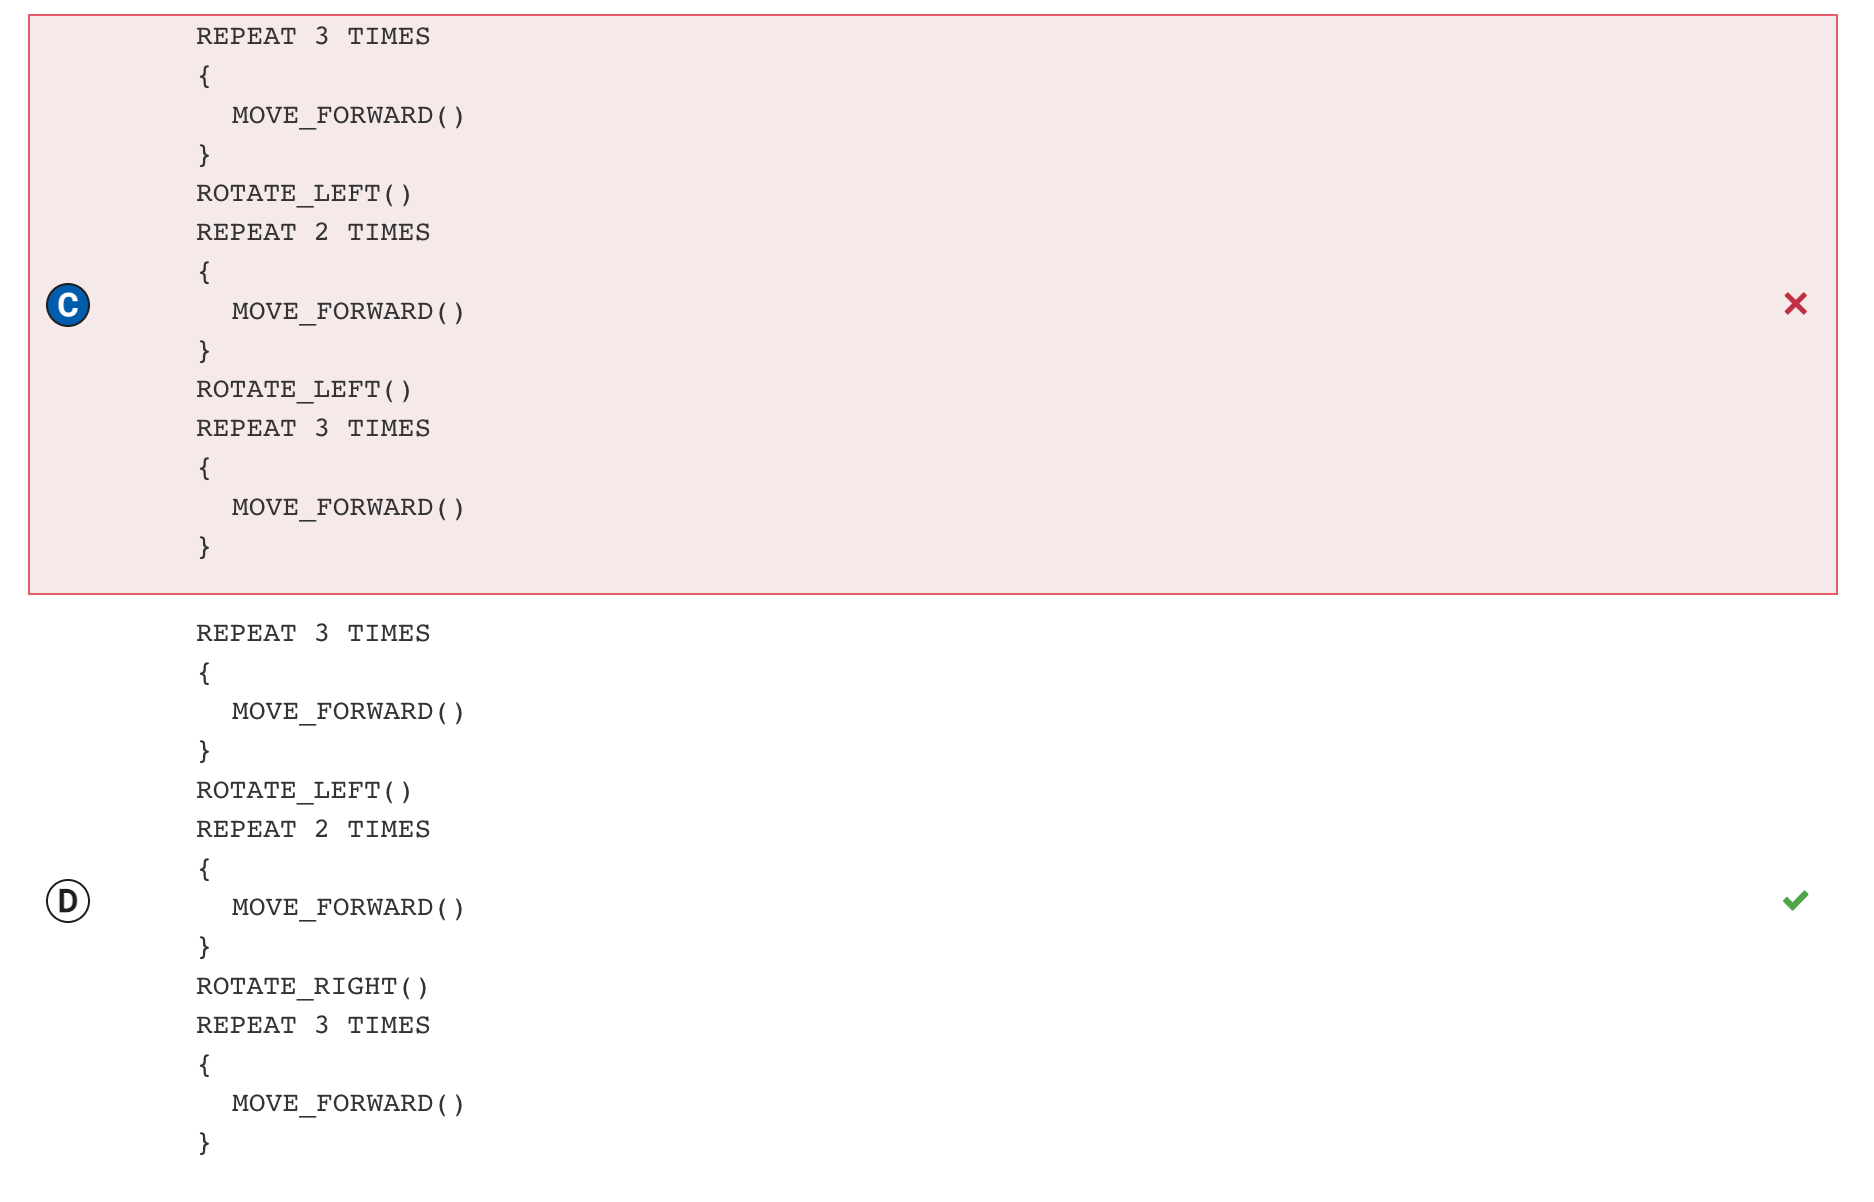 REPEAT 3 TIMES
{
MOVE_FORWARD()
}
ROTATE_LEFT()
REPEAT 2 TIMES
{
C
MOVE_FORWARD()
}
ROTATE_LEFT()
REPEAT 3 TIMES
{
MOVE_FORWARD()
}
REPEAT 3 TIMES
{
MOVE_FORWARD()
}
ROTATE_LEFT()
REPEAT 2 TIMES
{
D
MOVE_FORWARD()
}
ROTATE_RIGHT()
REPEAT 3 TIMES
{
MOVE_FORWARD()
}